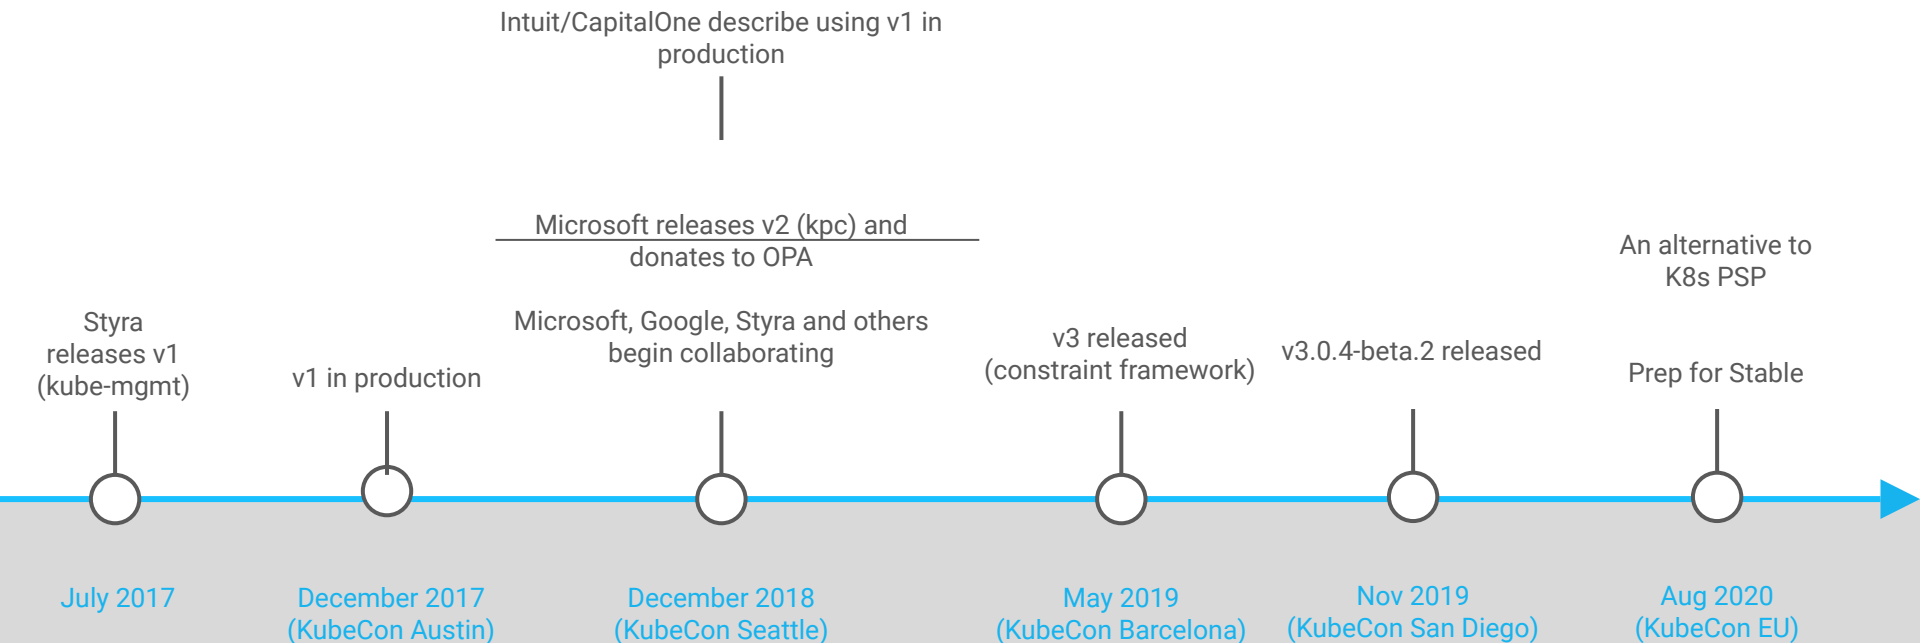 Intuit/CapitalOne describe using v1 in
production
Microsoft releases v2 (kpc) and
donates to OPA
Microsoft, Google, Styra and others
begin collaborating
Styra
releases v1
(kube-mgmt)
v1 in production
v3 released
(constraint framework)
v3.0.4-beta.2 released
An alternative to
K8s PSP
Prep for Stable
July 2017
December 2017
(KubeCon Austin)
December 2018
(KubeCon Seattle)
May 2019
(KubeCon Barcelona)
Nov 2019
(KubeCon San Diego)
Aug 2020
(KubeCon EU)